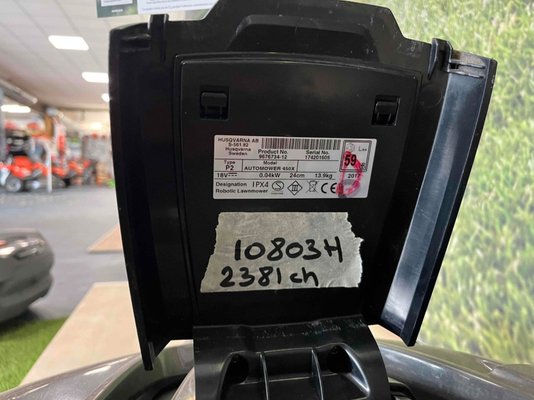 HUSQVARNA AB
S-561 82
Huskvarna
Sweden
Product No.
9676734-12
Serial No.
174201605
Type
P2
Model
AUTOMOWER 450X
59
18V 0.04kW 24cm 13.9kg
2017
Designation IPX4
Robotic Lawnmower
10803H
2381ch